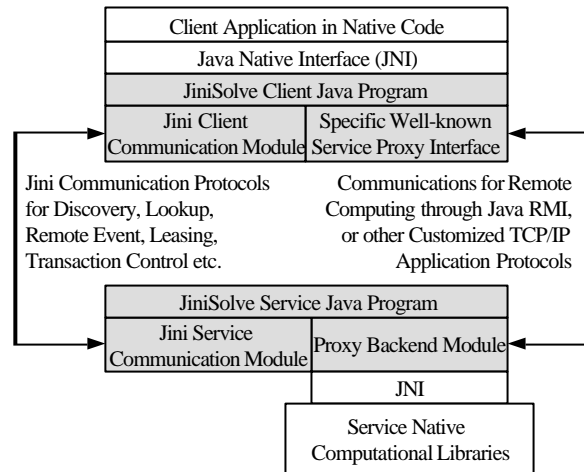 Client Application in Native Code
Java Native Interface (JNI)
JiniSolve Client Java Program
Jini Client
Communication Module
Specific Well-known
Service Proxy Interface
Jini Communication Protocols
for Discovery, Lookup,
Remote Event, Leasing,
Transaction Control etc.
Communications for Remote
Computing through Java RMI,
or other Customized TCP/IP
Application Protocols
JiniSolve Service Java Program
Jini Service
Communication Module
Proxy Backend Module
JNI
Service Native
Computational Libraries